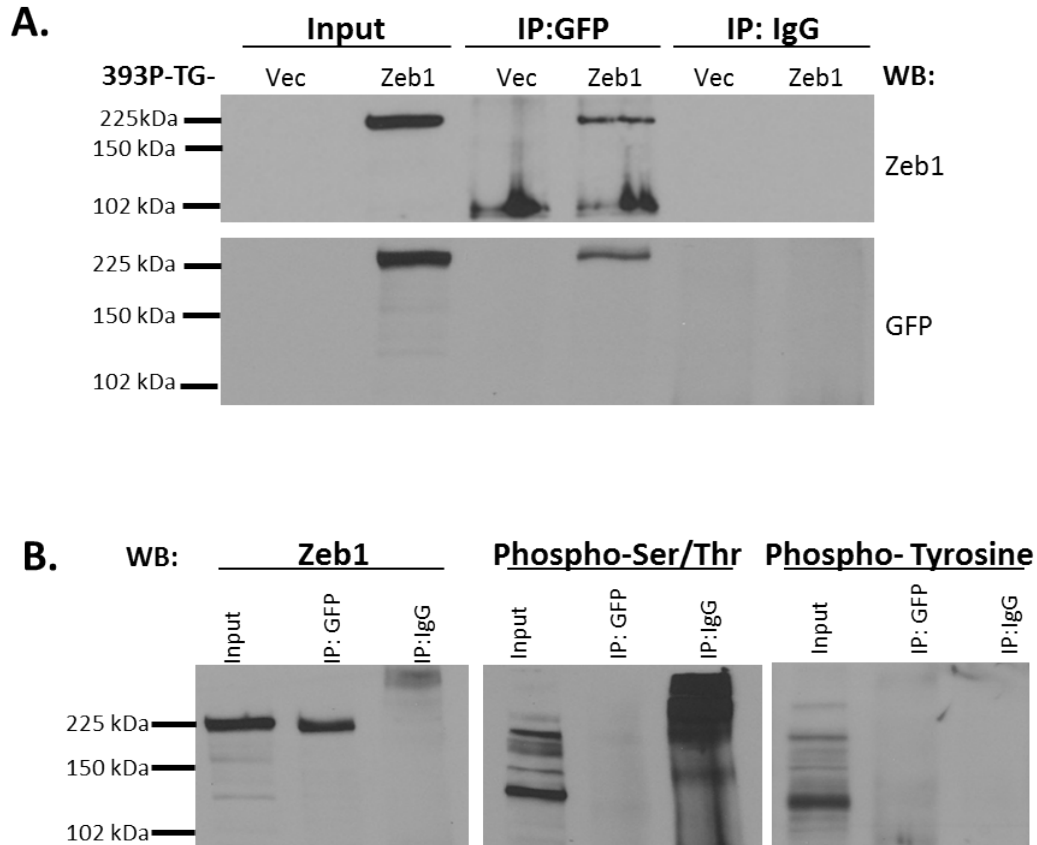 A.
Input IP:GFP IP: IgG
393P-TG- Vec Zeb1 Vec Zeb1 Vec Zeb1 WB:
225kDa
150 kDa
Zeb1
102 kDa
225 kDa
150 kDa
GFP
102 kDa
B. WB: Zeb1 Phospho-Ser/Thr Phospho- Tyrosine
Input IP: GFP IP:IgG Input IP: GFP IP:IgG Input IP: GFP IP:IgG
225 kDa
150 kDa
102 kDa